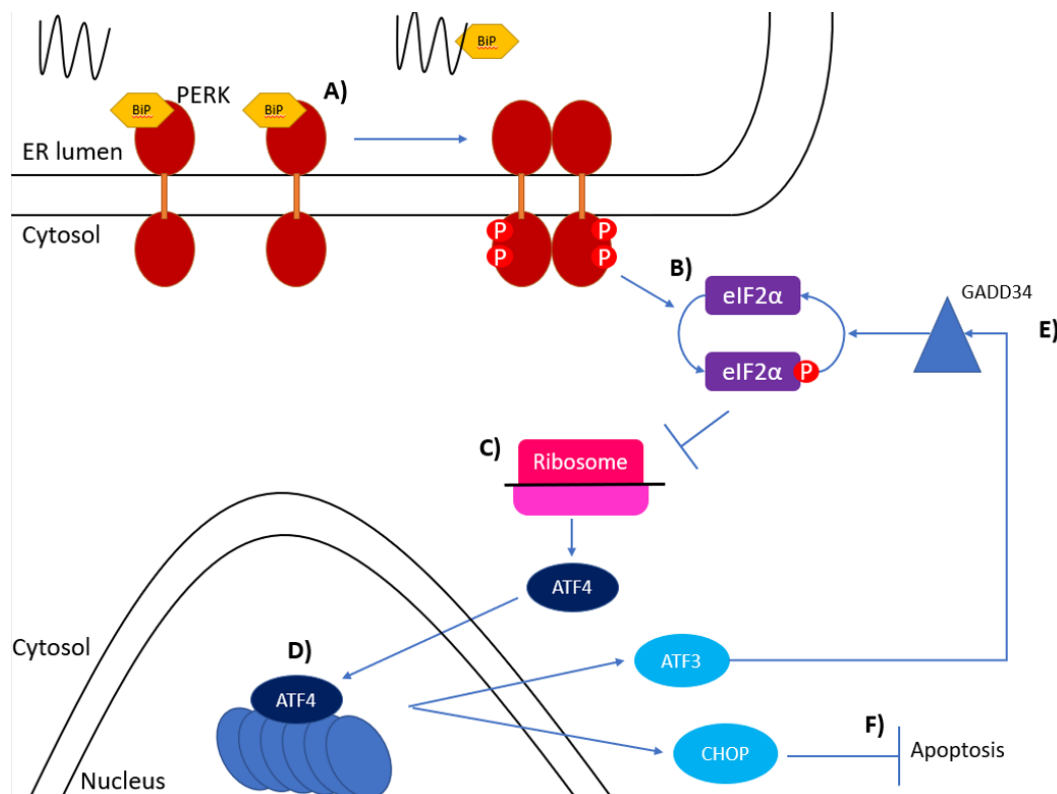 BiP
BiP
PERK
BiP
A)
ER lumen
Cytosol
P
P
P
P
B)
eIF2α
eIF2α
P
GADD34
E)
C)
Ribosome
ATF4
Cytosol
D)
ATF4
ATF3
CHOP
F)
Apoptosis
Nucleus